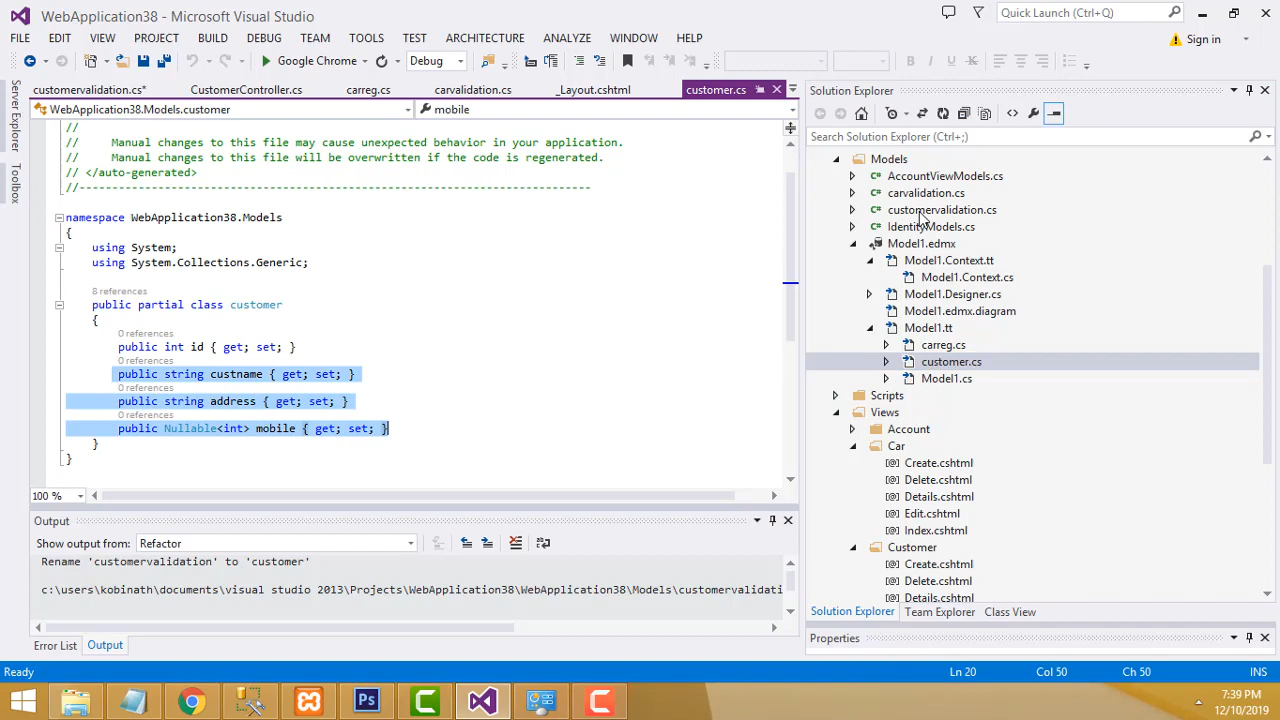 WebApplication38 - Microsoft Visual Studio
Quick Launch (Ctrl+Q)
FILE EDIT VIEW PROJECT BUILD DEBUG TEAM TOOLS TEST ARCHITECTURE ANALYZE WINDOW HELP
Sign in
Google Chrome
Debug
Server Explorer
Toolbox
customervalidation.cs*
CustomerController.cs
carreg.cs
carvalidation.cs
_Layout.cshtml
customer.cs
WebApplication38.Models.customer
mobile
//
// Manual changes to this file may cause unexpected behavior in your application.
// Manual changes to this file will be overwritten if the code is regenerated.
// </auto-generated>
//------------------------------------------------------------------------------
namespace WebApplication38.Models
{
using System;
using System.Collections.Generic;
8 references
public partial class customer
{
0 references
public int id { get; set; }
0 references
public string custname { get; set; }
0 references
public string address { get; set; }
0 references
public Nullable<int> mobile { get; set; }
}
}
100 %
Output
Show output from: Refactor
Rename 'customervalidation' to 'customer'
c:\users\kobinath\documents\visual studio 2013\Projects\WebApplication38\WebApplication38\Models\customervalidati
Error List
Output
Solution Explorer
Search Solution Explorer (Ctrl+;)
Models
AccountViewModels.cs
carvalidation.cs
customervalidation.cs
IdentityModels.cs
Model1.edmx
Model1.Context.tt
Model1.Context.cs
Model1.Designer.cs
Model1.edmx.diagram
Model1.tt
carreg.cs
customer.cs
Model1.cs
Scripts
Views
Account
Car
Create.cshtml
Delete.cshtml
Details.cshtml
Edit.cshtml
Index.cshtml
Customer
Create.cshtml
Delete.cshtml
Details.cshtml
Solution Explorer
Team Explorer
Class View
Properties
Ready
Ln 20
Col 50
Ch 50
INS
Ps
7:39 PM
12/10/2019